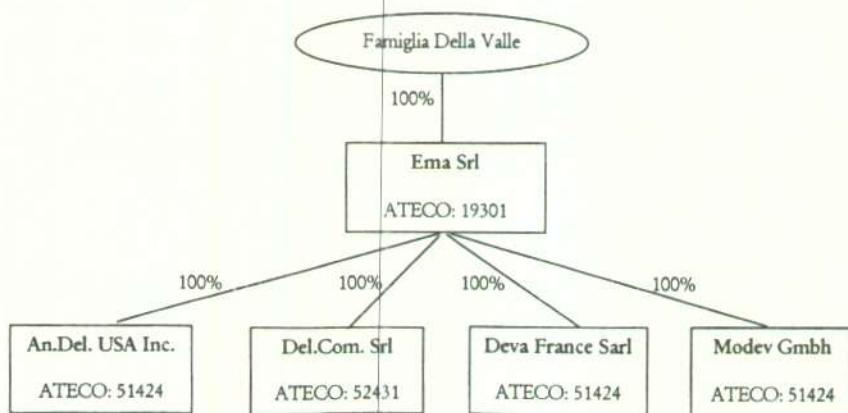 Famiglia Della Valle
100%
Ema Srl
ATECO: 19301
100%
100%
100%
100%
An.Del. USA Inc.
Del.Com. Srl
Deva France Sarl
Modev Gmbh
ATECO: 51424
ATECO: 52431
ATECO: 51424
ATECO: 51424